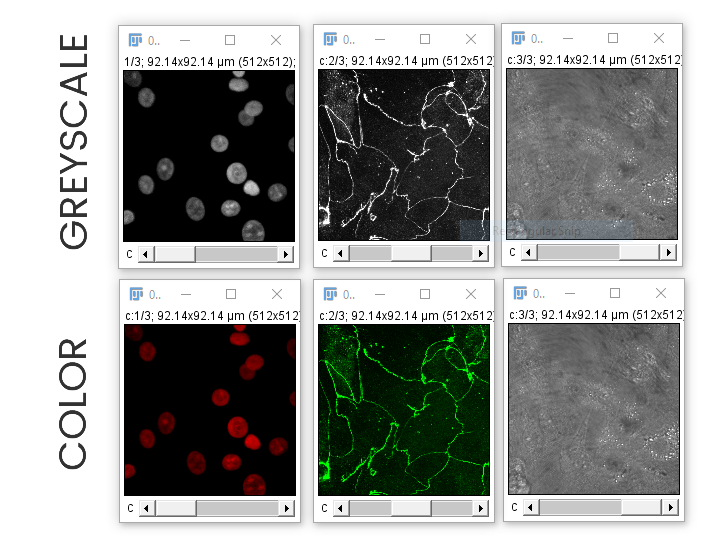 GREYSCALE
0..
0..
0..
1/3; 92.14x92.14 µm (512x512);
c:2/3; 92.14x92.14 µm (512x512)
c:3/3; 92.14x92.14 µm (512x512)
Rectangular Snip
c
c
c
COLOR
0..
0..
0..
c:1/3; 92.14x92.14 µm (512x512)
c:2/3; 92.14x92.14 µm (512x512)
c:3/3; 92.14x92.14 µm (512x512)
c
c
c